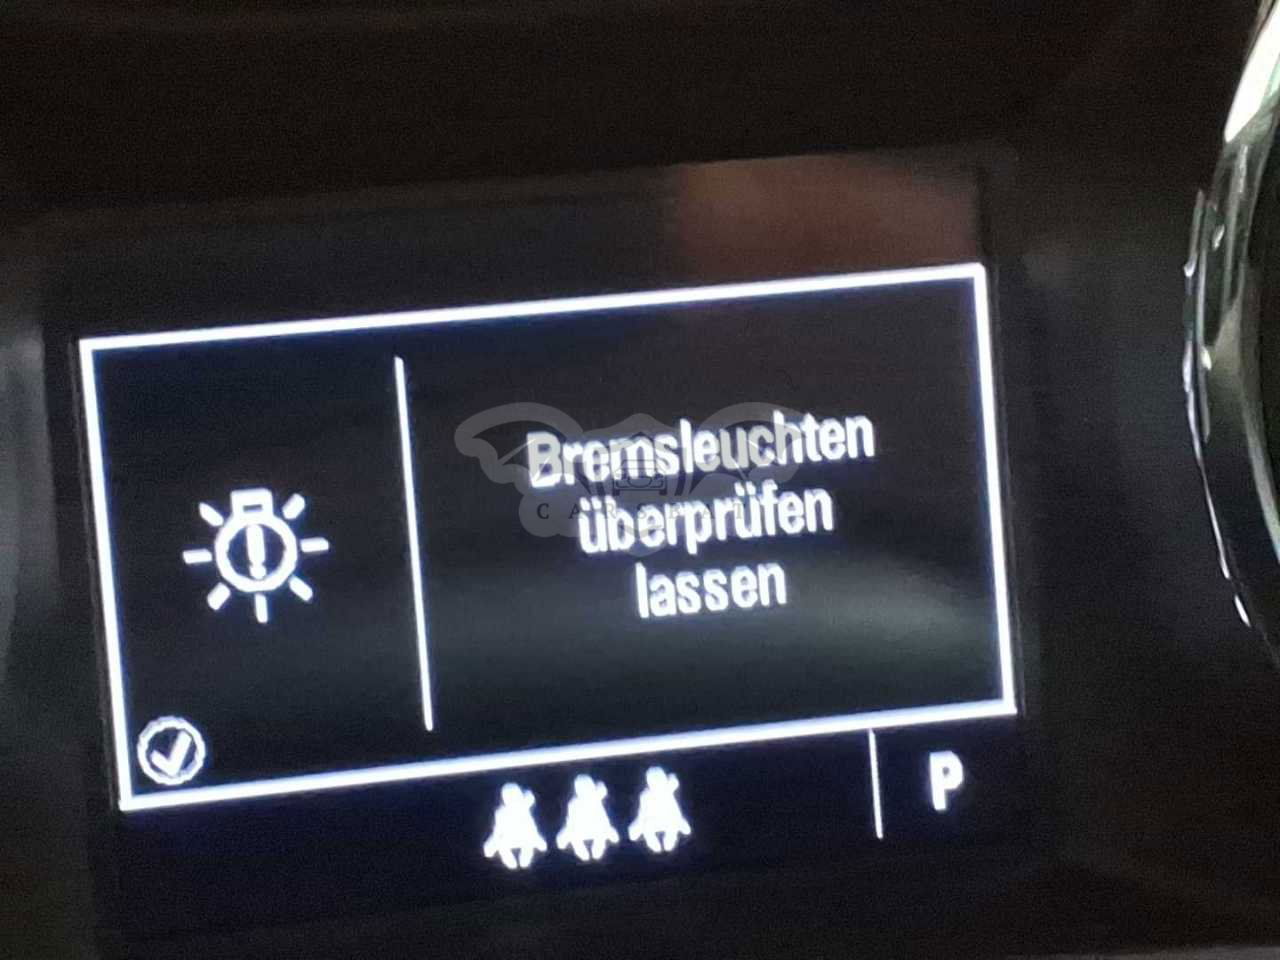 Bremsleuchten
überprüfen
lassen
P